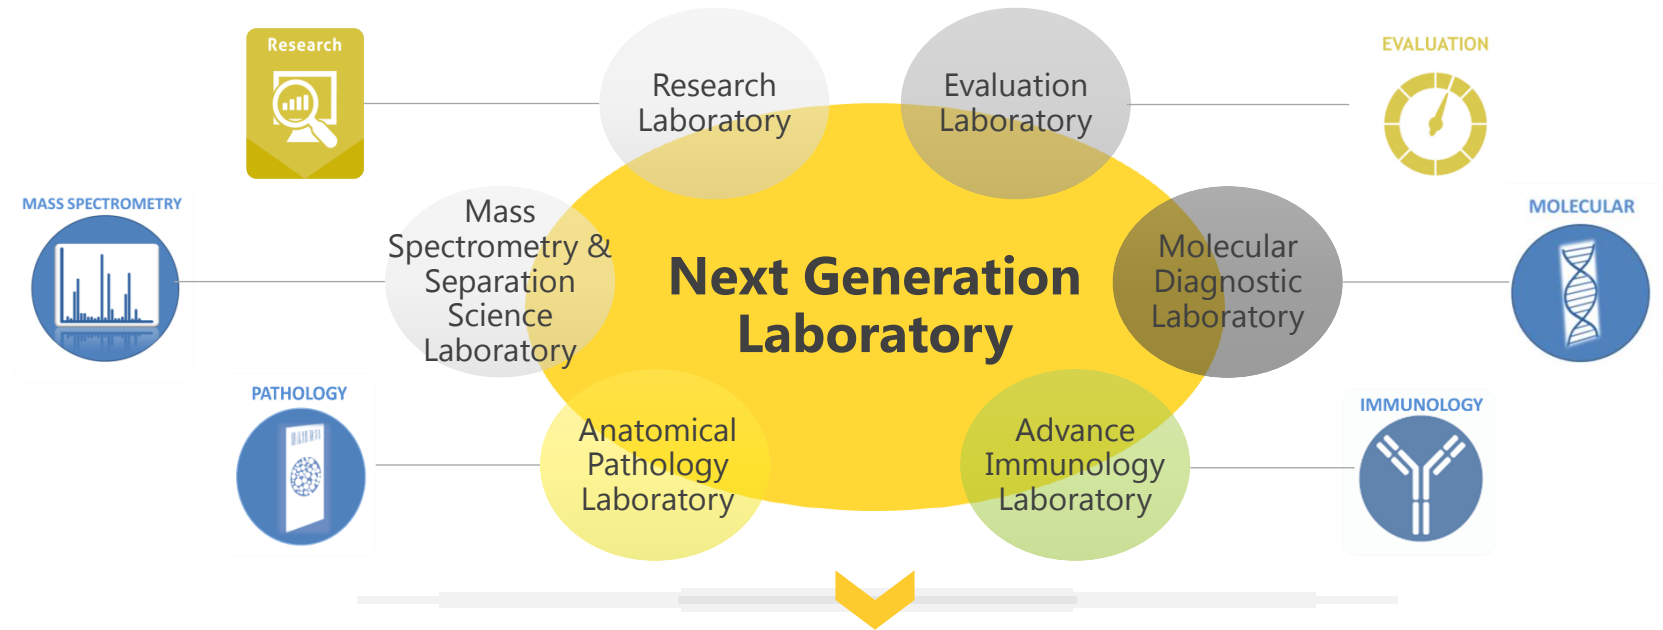 Research
Research
Laboratory
Evaluation
Laboratory
EVALUATION
MASS SPECTROMETRY
Mass
Spectrometry &
Separation
Science
Laboratory
Next Generation
Laboratory
Molecular
Diagnostic
Laboratory
MOLECULAR
PATHOLOGY
Anatomical
Pathology
Laboratory
Advance
Immunology
Laboratory
IMMUNOLOGY